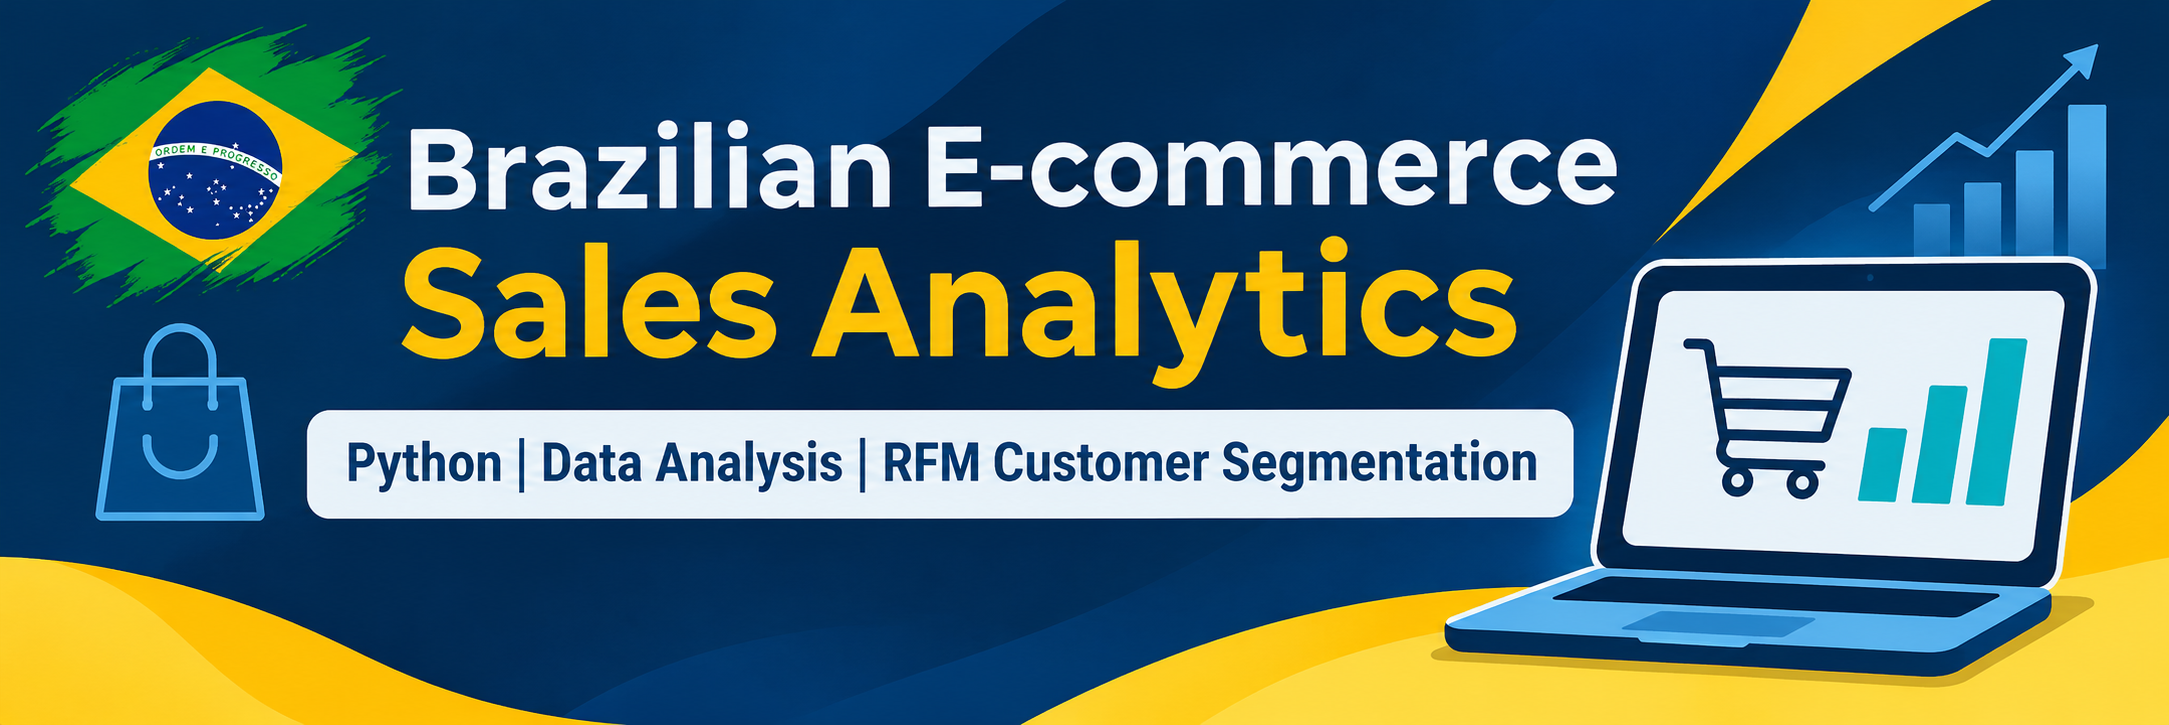 ORDEM E PROGRESSO
Brazilian E-commerce
Sales Analytics
Python | Data Analysis | RFM Customer Segmentation